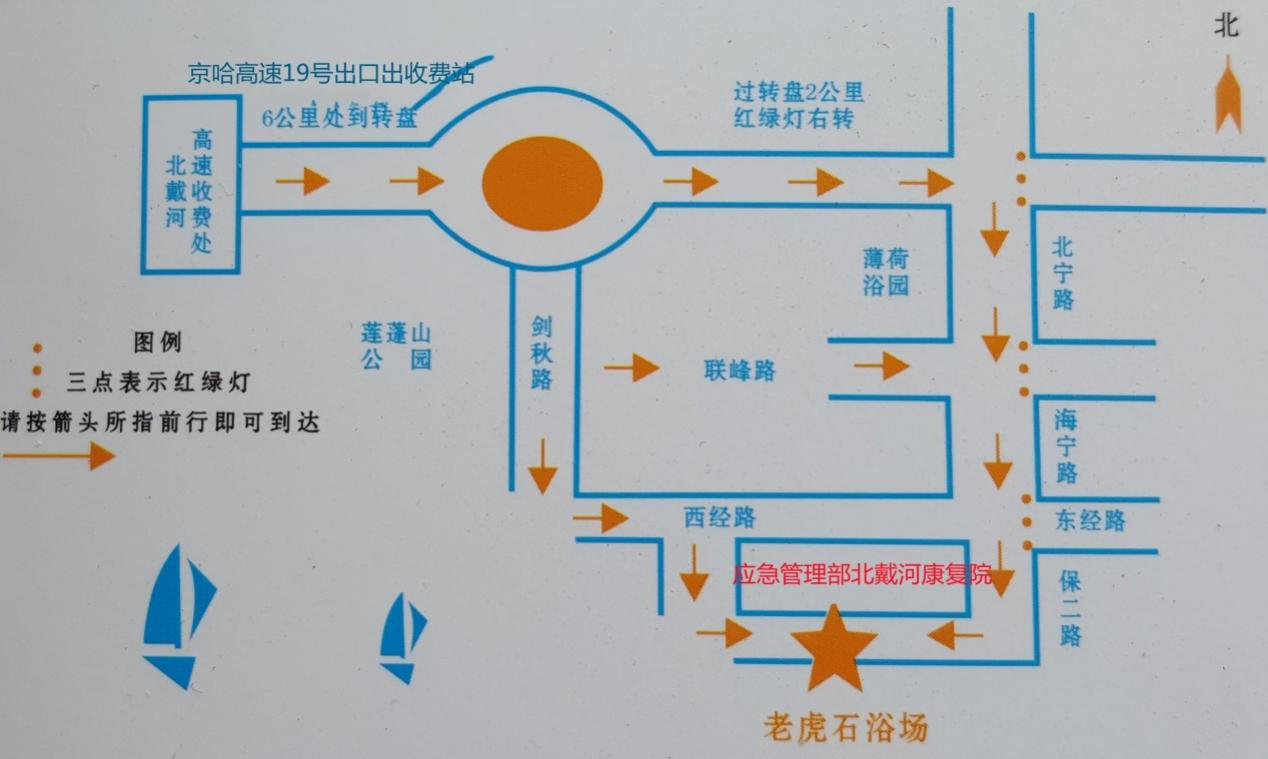 北
京哈高速19号出口出收费站
6公里处到转盘
过转盘2公里
红绿灯右转
北戴河
高速收费处
薄荷
浴园
北宁路
莲蓬山
公园
剑秋路
联峰路
图例
三点表示红绿灯
请按箭头所指前行即可到达
海宁路
西经路
东经路
应急管理部北戴河康复院
保二路
老虎石浴场